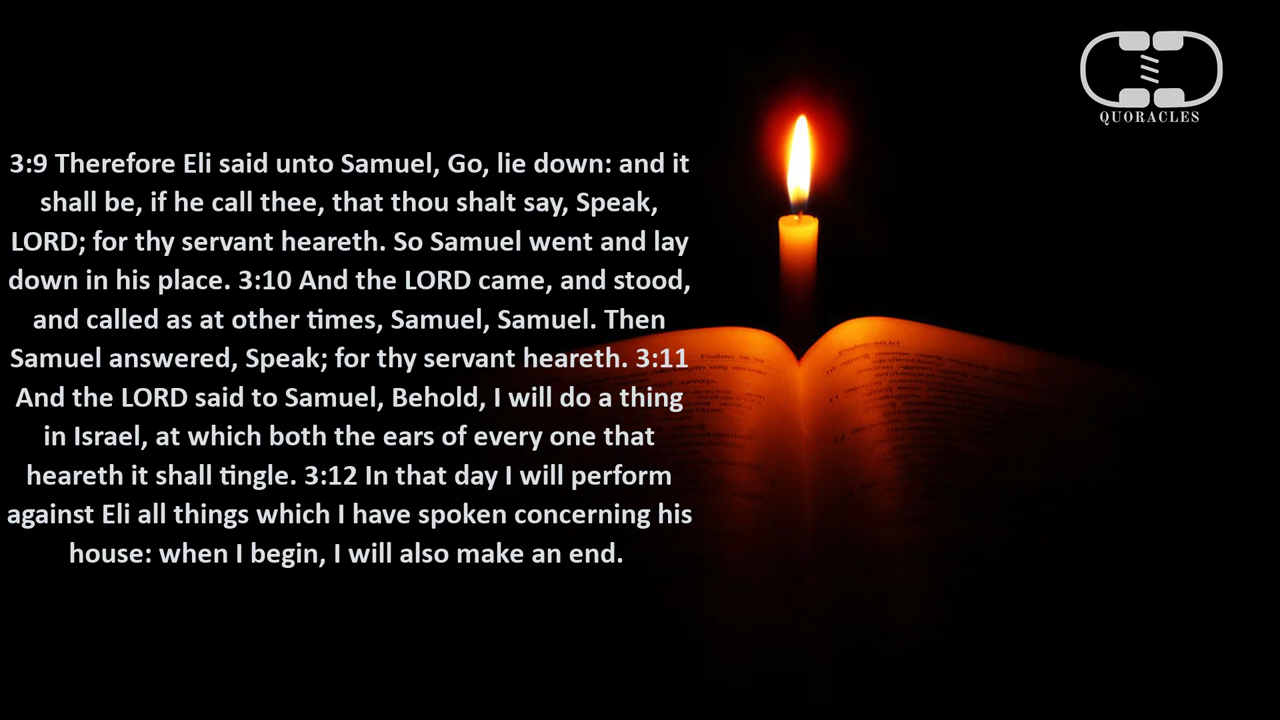 3:9 Therefore Eli said unto Samuel, Go, lie down: and it
shall be, if he call thee, that thou shalt say, Speak,
LORD; for thy servant heareth. So Samuel went and lay
down in his place. 3:10 And the LORD came, and stood,
and called as at other times, Samuel, Samuel. Then
Samuel answered, Speak; for thy servant heareth. 3:11
And the LORD said to Samuel, Behold, I will do a thing
in Israel, at which both the ears of every one that
heareth it shall tingle. 3:12 In that day I will perform
against Eli all things which I have spoken concerning his
house: when I begin, I will also make an end.
QUORACLES